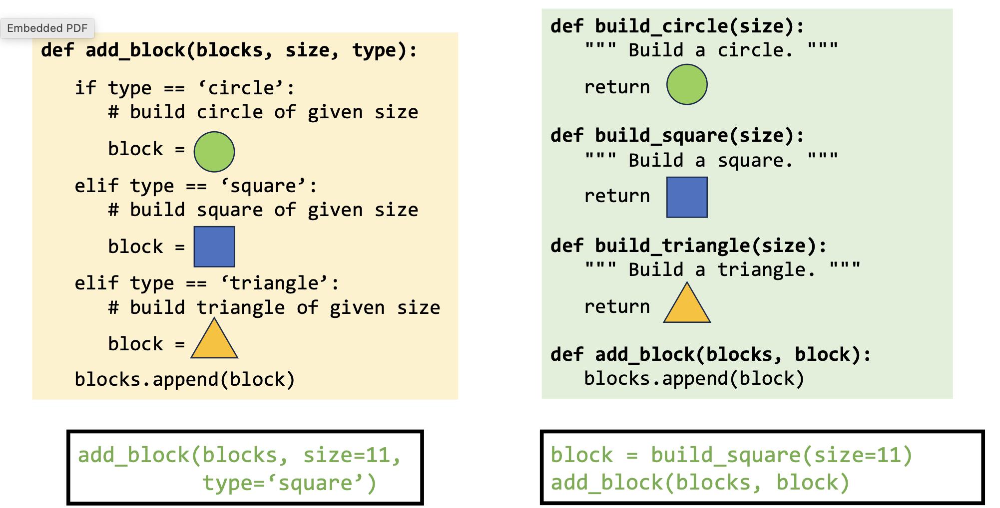 Embedded PDF
def add_block(blocks, size, type):
if type == ‘circle’:
# build circle of given size
block =
elif type == ‘square’:
# build square of given size
block =
elif type == ‘triangle’:
# build triangle of given size
block =
blocks.append(block)
add_block(blocks, size=11,
type=‘square’)
def build_circle(size):
""" Build a circle. """
return
def build_square(size):
""" Build a square. """
return
def build_triangle(size):
""" Build a triangle. """
return
def add_block(blocks, block):
blocks.append(block)
block = build_square(size=11)
add_block(blocks, block)